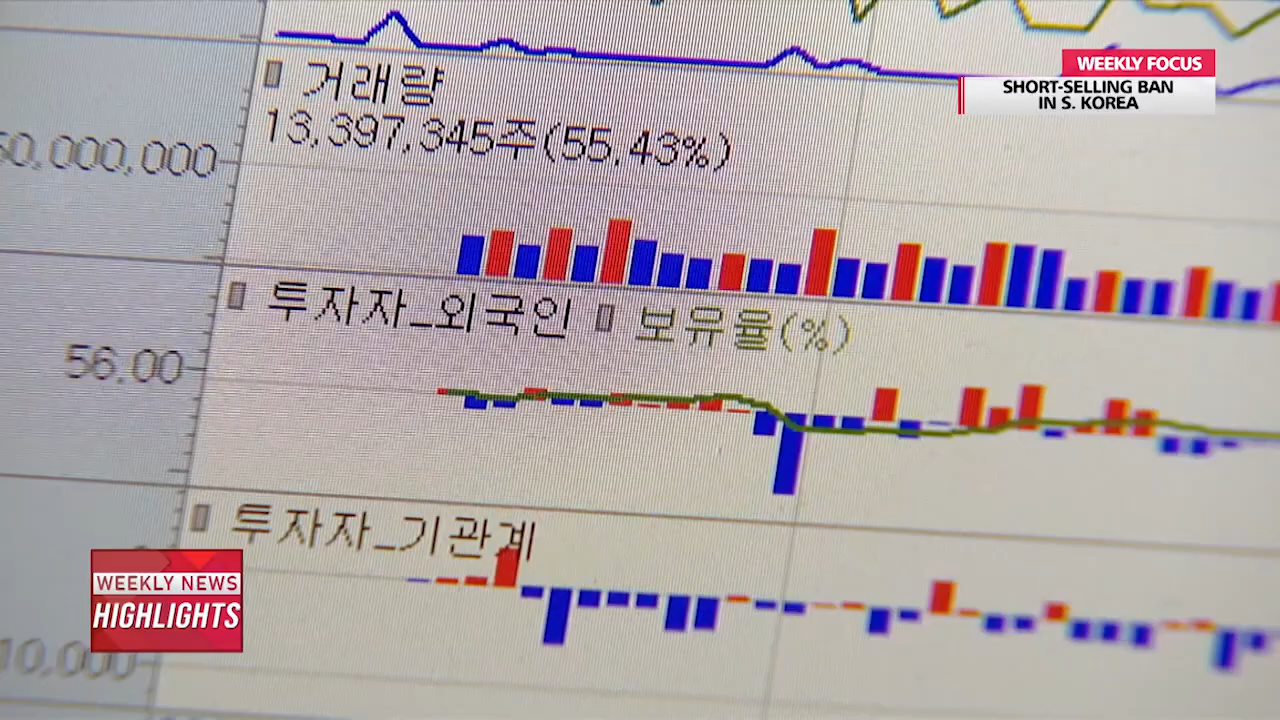 WEEKLY FOCUS
SHORT-SELLING BAN
IN S. KOREA
거래량
13,397,345주(55.43%)
50,000,000
투자자_외국인 보유율(%)
56.00
투자자_기관계
WEEKLY NEWS
HIGHLIGHTS
10,000